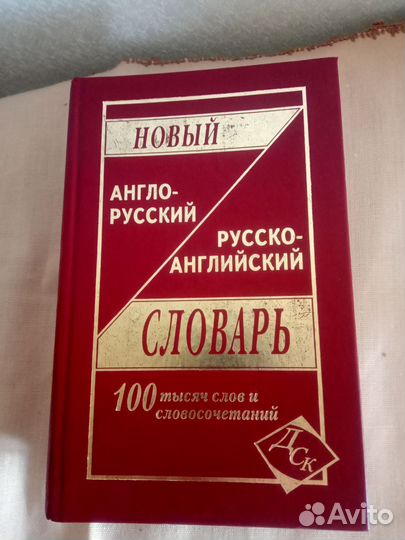 НОВЫЙ
АНГЛО-
РУССКИЙ
РУССКО-
АНГЛИЙСКИЙ
СЛОВАРЬ
100 тысяч слов и
словосочетаний
ДСК
Avito